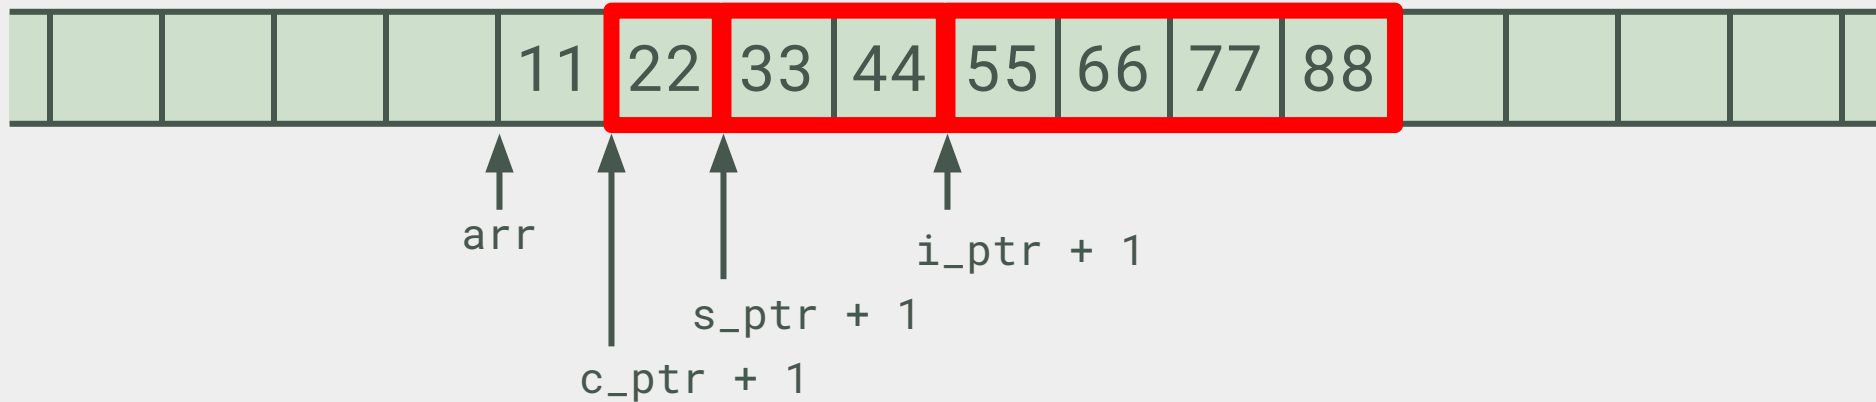 11 22 33 44 55 66 77 88
arr
i_ptr + 1
s_ptr + 1
c_ptr + 1